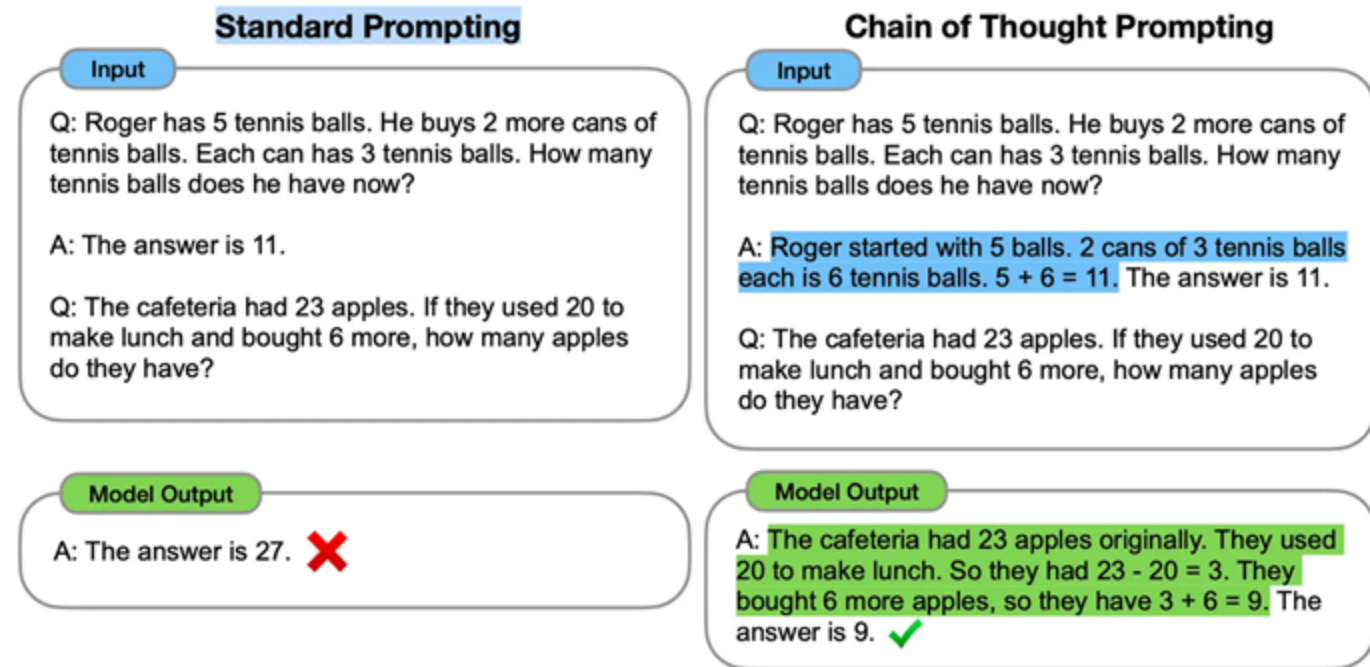 Standard Prompting
Input
Q: Roger has 5 tennis balls. He buys 2 more cans of
tennis balls. Each can has 3 tennis balls. How many
tennis balls does he have now?
A: The answer is 11.
Q: The cafeteria had 23 apples. If they used 20 to
make lunch and bought 6 more, how many apples
do they have?
Model Output
A: The answer is 27.
Chain of Thought Prompting
Input
Q: Roger has 5 tennis balls. He buys 2 more cans of
tennis balls. Each can has 3 tennis balls. How many
tennis balls does he have now?
A: Roger started with 5 balls. 2 cans of 3 tennis balls
each is 6 tennis balls. 5 + 6 = 11. The answer is 11.
Q: The cafeteria had 23 apples. If they used 20 to
make lunch and bought 6 more, how many apples
do they have?
Model Output
A: The cafeteria had 23 apples originally. They used
20 to make lunch. So they had 23 - 20 = 3. They
bought 6 more apples, so they have 3 + 6 = 9. The
answer is 9.